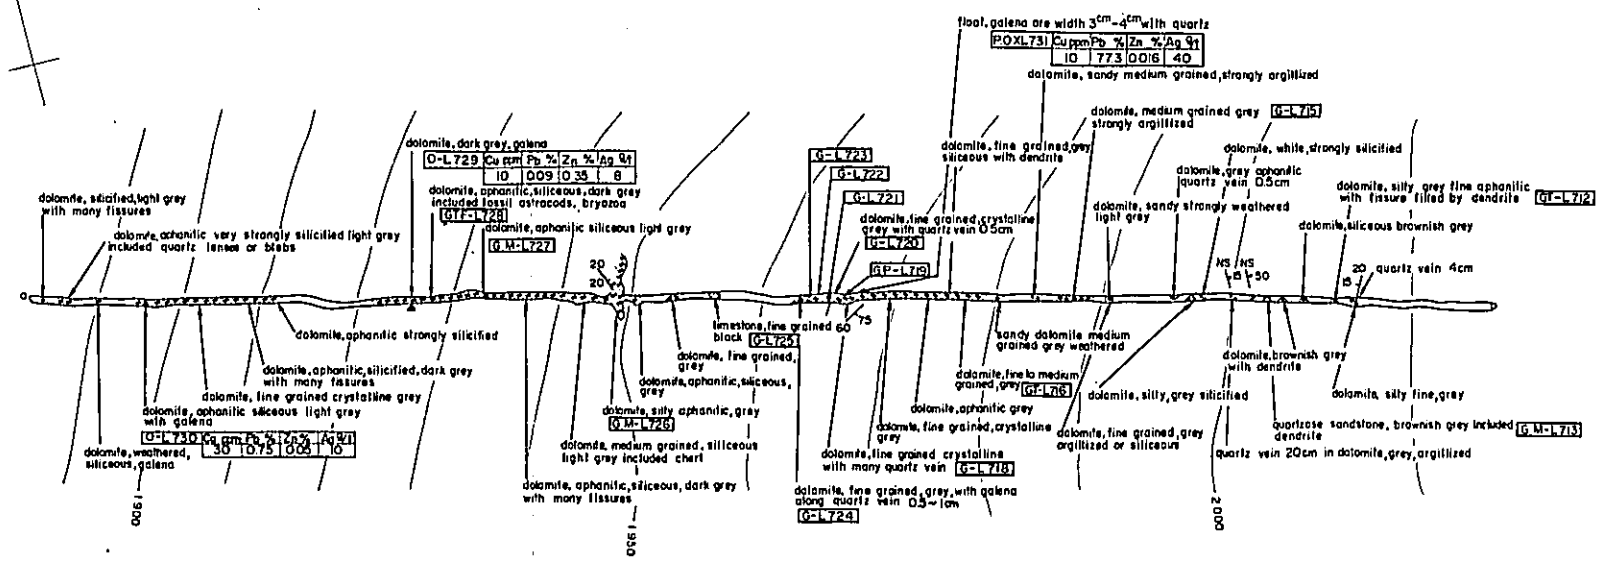 float, galena ore width 3cm-4cm with quartz
POXL731 Cu ppm Pb % Zn % Ag g/t
10 77.3 0.016 40
dolomite, sandy medium grained, strongly argillized
dolomite, medium grained grey G-L715
strongly argillized
dolomite, dark grey, galena
O-L729 Cu ppm Pb % Zn % Ag g/t
10 0.09 0.35 8
dolomite, fine grained, grey
siliceous with dendrite
G-L723
G-L722
G-L721
dolomite, white, strongly silicified
dolomite, grey aphanitic
quartz vein 0.5cm
dolomite, silty grey fine aphanitic
with fissure filled by dendrite GT-L712
dolomite, silicified, light grey
with many fissures
dolomite, aphanitic, siliceous, dark grey
included fossil ostracods, bryozoa
GTF-L728
dolomite, sandy strongly weathered
light grey
dolomite, fine grained, crystalline
grey with quartz vein 0.5cm
G-L720
dolomite, siliceous brownish grey
dolomite, aphanitic very strongly silicified light grey
included quartz lenses or blebs
dolomite, aphanitic siliceous light grey
G.M-L727
GP-L719
20
20
NS NS
15 50
20 quartz vein 4cm
15
0
60 75
dolomite, aphanitic strongly silicified
limestone, fine grained
black G-L725
sandy dolomite medium
grained grey weathered
dolomite, fine grained,
grey
dolomite, brownish grey
with dendrite
dolomite, aphanitic, silicified, dark grey
with many fissures
dolomite, aphanitic, siliceous,
grey
dolomite, fine to medium
grained, grey GT-L716
dolomite, silty, grey silicified
dolomite, silty fine, grey
dolomite, fine grained crystalline grey
dolomite, aphanitic siliceous light grey
with galena
O-L730 Cu ppm Pb % Zn % Ag g/t
30 0.75 0.05 10
dolomite, silty aphanitic, grey
G.M-L726
dolomite, aphanitic grey
dolomite, fine grained, crystalline
grey
dolomite, fine grained, grey
argillized or siliceous
quartzose sandstone, brownish grey included G.M-L713
dendrite
dolomite, weathered,
siliceous, galena
dolomite, medium grained, siliceous
light grey included chert
dolomite, fine grained crystalline
with many quartz vein G-L718
quartz vein 20cm in dolomite, grey, argillized
dolomite, aphanitic, siliceous, dark grey
with many fissures
dolomite, fine grained, grey, with galena
along quartz vein 0.5~1cm
G-L724
1900
1950
2000